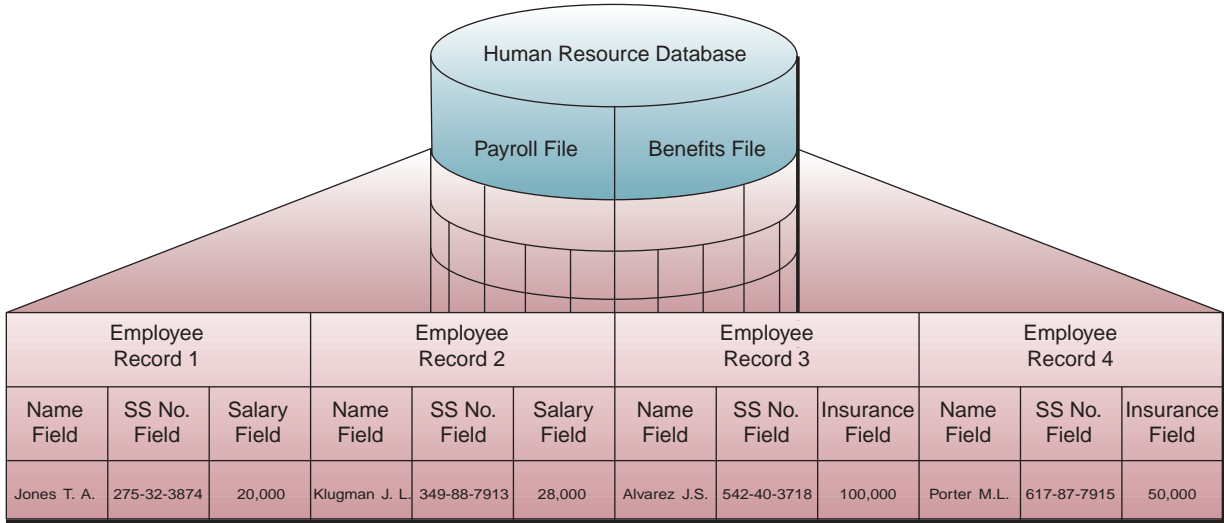 Human Resource Database
Payroll File Benefits File
Employee Record 1
Employee Record 2
Employee Record 3
Employee Record 4
Name Field
SS No. Field
Salary Field
Name Field
SS No. Field
Salary Field
Name Field
SS No. Field
Insurance Field
Name Field
SS No. Field
Insurance Field
Jones T. A. 275-32-3874 20,000 Klugman J. L. 349-88-7913 28,000 Alvarez J.S. 542-40-3718 100,000 Porter M.L. 617-87-7915 50,000